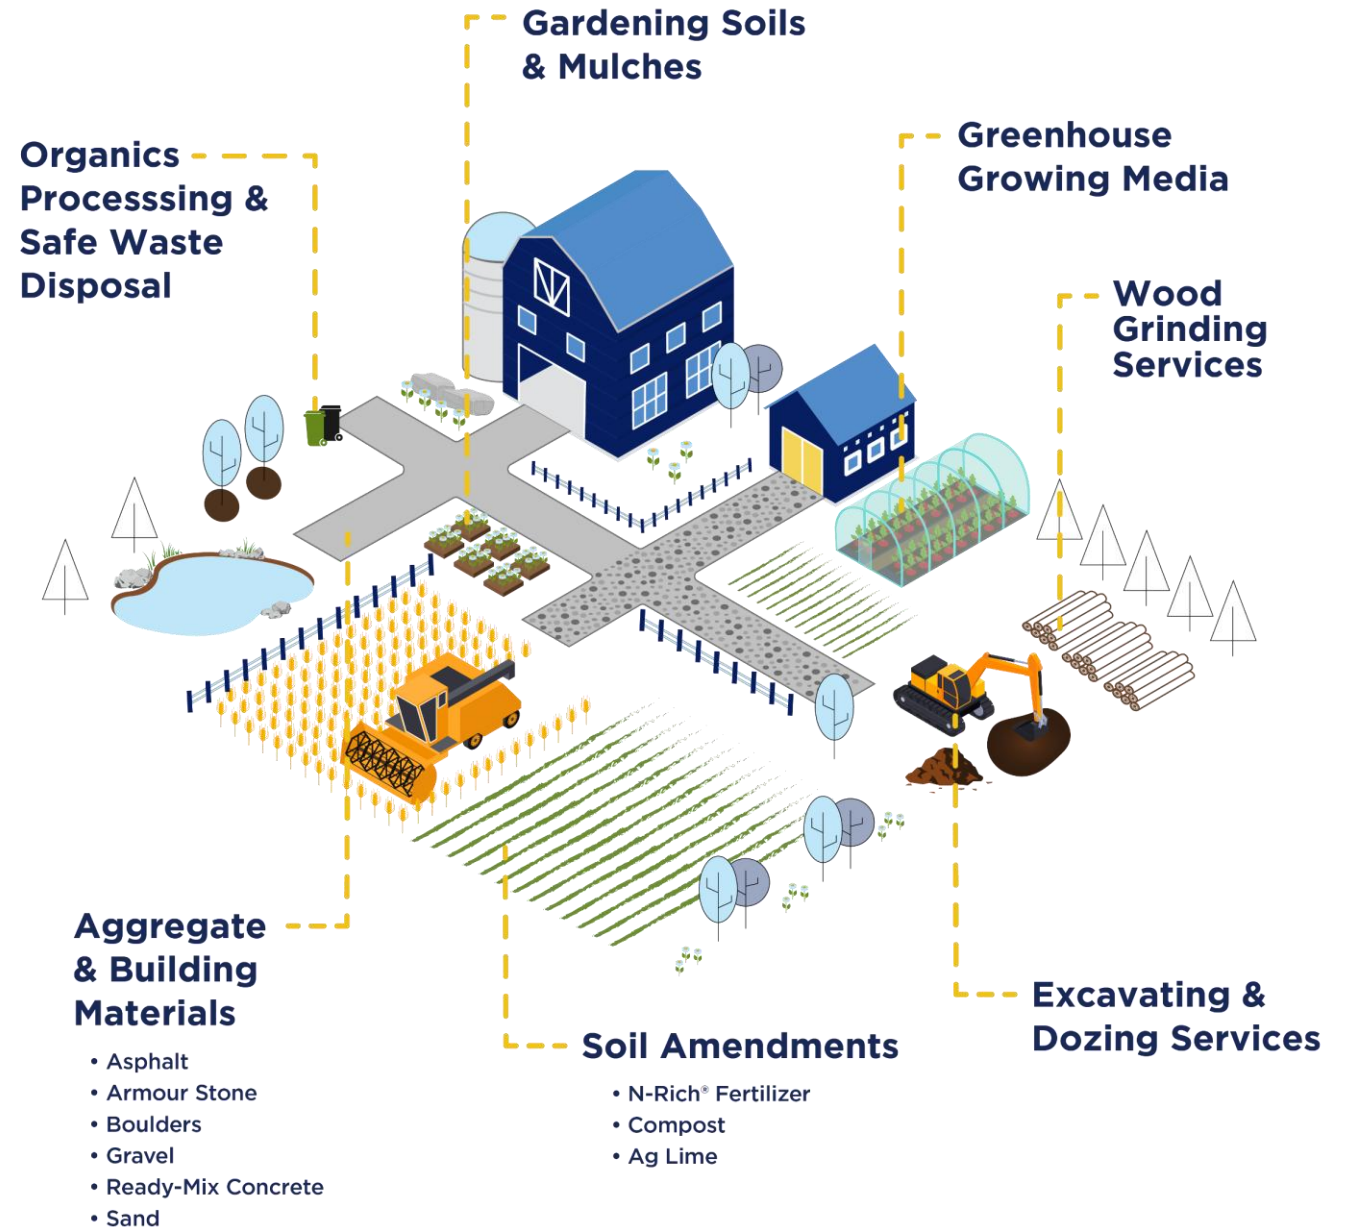 Gardening Soils
& Mulches
Organics
Processsing &
Safe Waste
Disposal
Greenhouse
Growing Media
Wood
Grinding
Services
Aggregate
& Building
Materials
• Asphalt
• Armour Stone
• Boulders
• Gravel
• Ready-Mix Concrete
• Sand
Soil Amendments
• N-Rich® Fertilizer
• Compost
• Ag Lime
Excavating &
Dozing Services